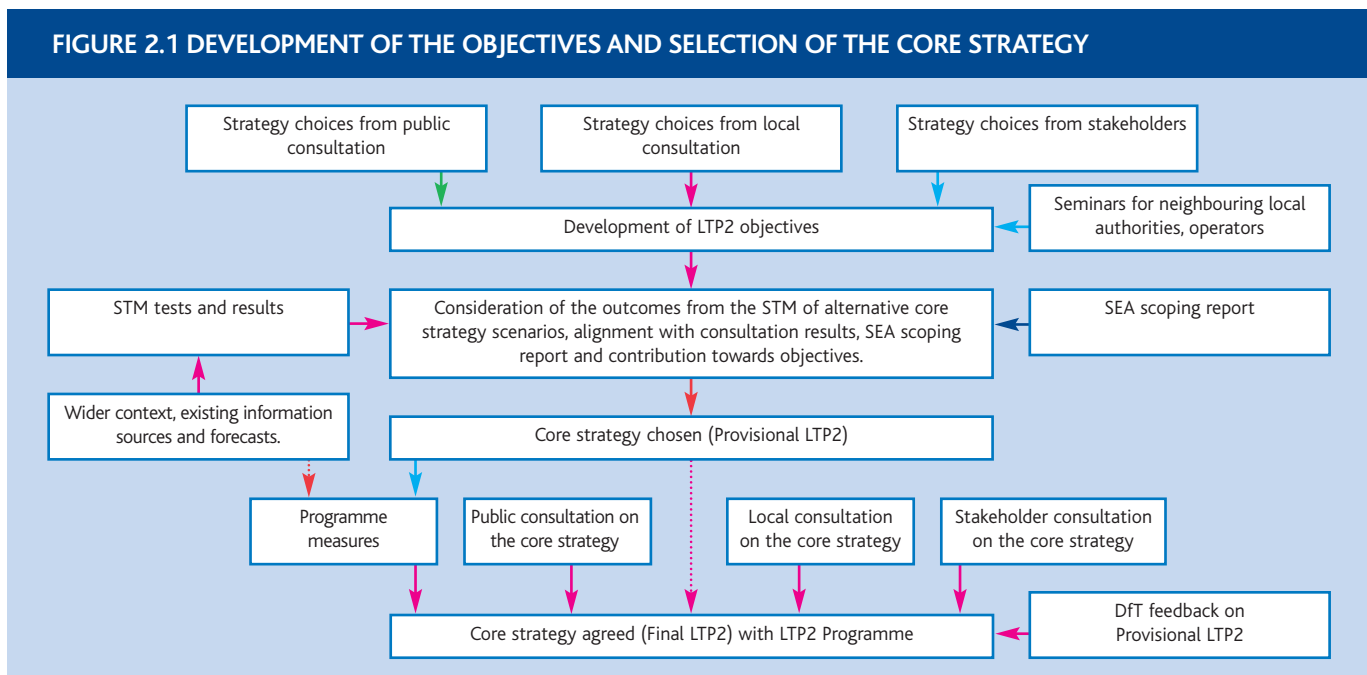 FIGURE 2.1 DEVELOPMENT OF THE OBJECTIVES AND SELECTION OF THE CORE STRATEGY
Strategy choices from public
consultation
Strategy choices from local
consultation
Strategy choices from stakeholders
Development of LTP2 objectives
Seminars for neighbouring local
authorities, operators
STM tests and results
Consideration of the outcomes from the STM of alternative core
strategy scenarios, alignment with consultation results, SEA scoping
report and contribution towards objectives.
SEA scoping report
Wider context, existing information
sources and forecasts.
Core strategy chosen (Provisional LTP2)
Programme
measures
Public consultation on
the core strategy
Local consultation
on the core strategy
Stakeholder consultation
on the core strategy
Core strategy agreed (Final LTP2) with LTP2 Programme
DfT feedback on
Provisional LTP2